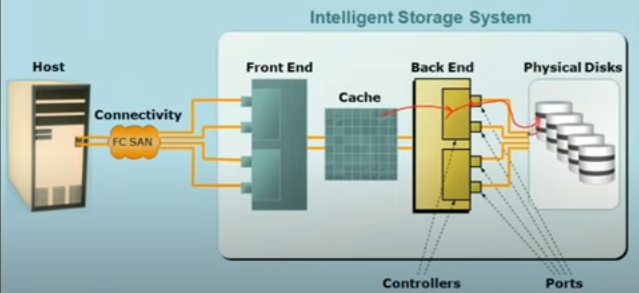 Intelligent Storage System
Host
Front End
Back End
Physical Disks
Cache
Connectivity
FC SAN
Controllers
Ports